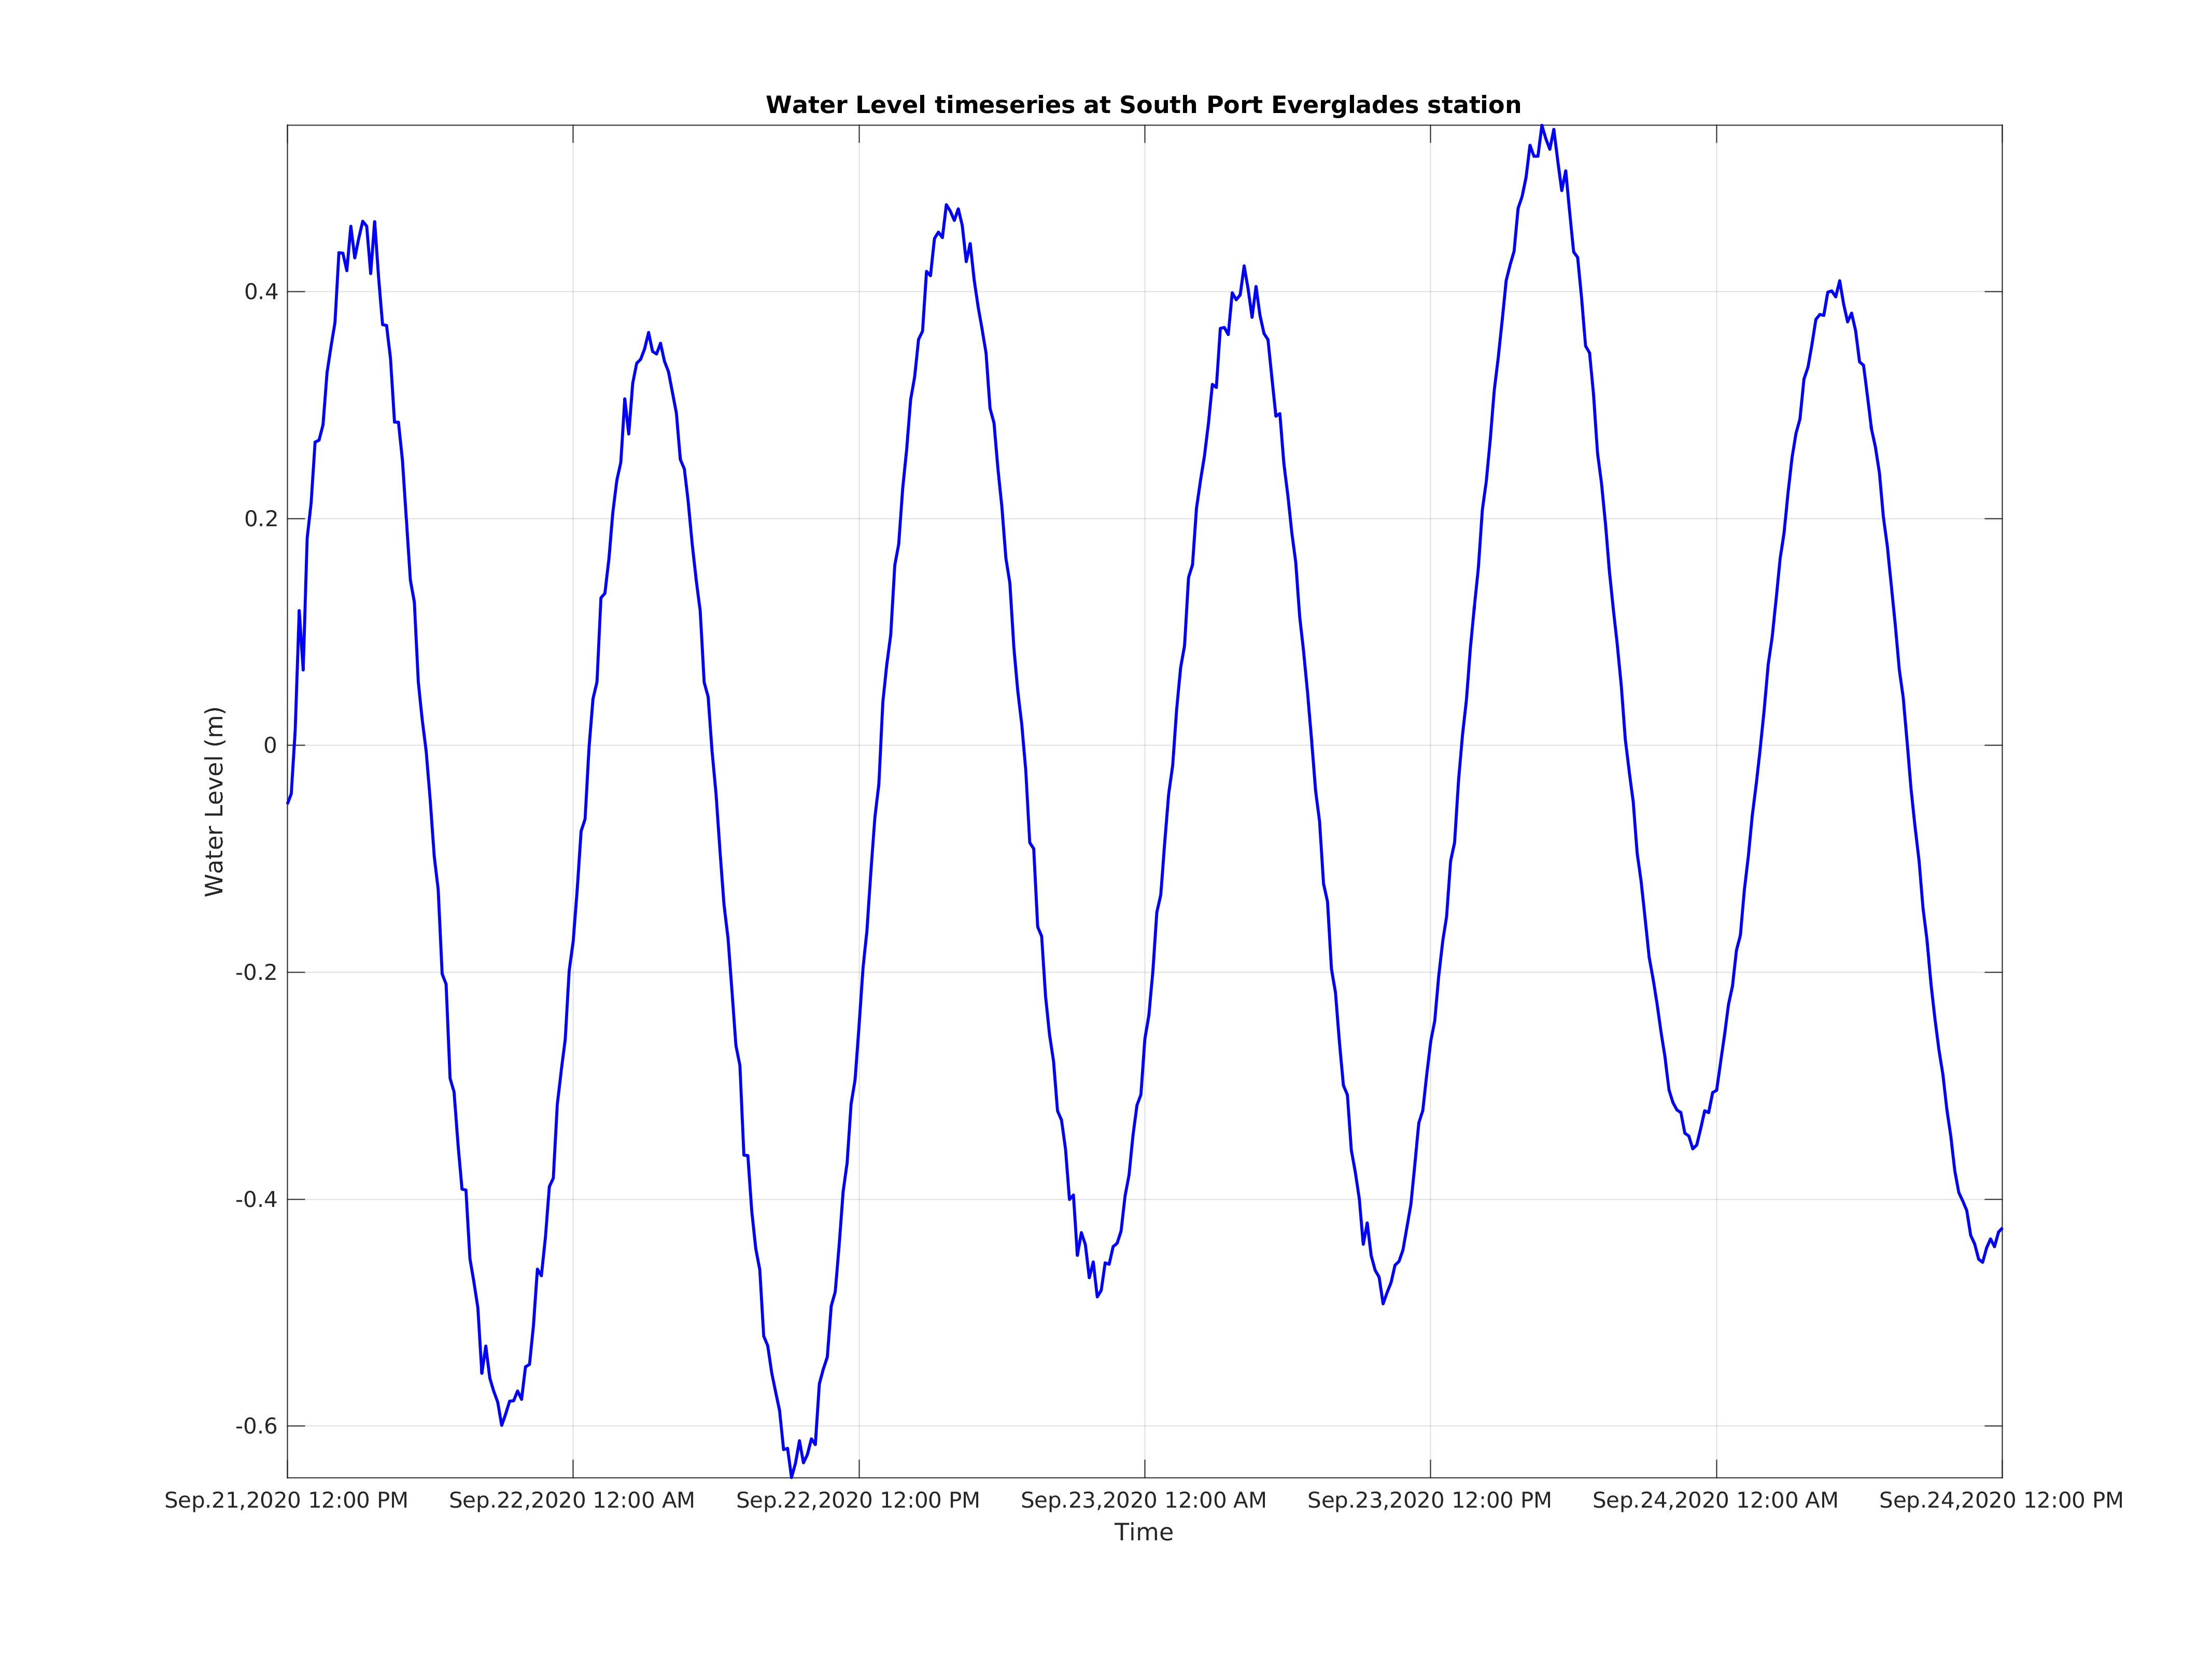 Water Level timeseries at South Port Everglades station
0.4
0.2
0
-0.2
-0.4
-0.6
Water Level (m)
Sep.21,2020 12:00 PM Sep.22,2020 12:00 AM Sep.22,2020 12:00 PM Sep.23,2020 12:00 AM Sep.23,2020 12:00 PM Sep.24,2020 12:00 AM Sep.24,2020 12:00 PM
Time